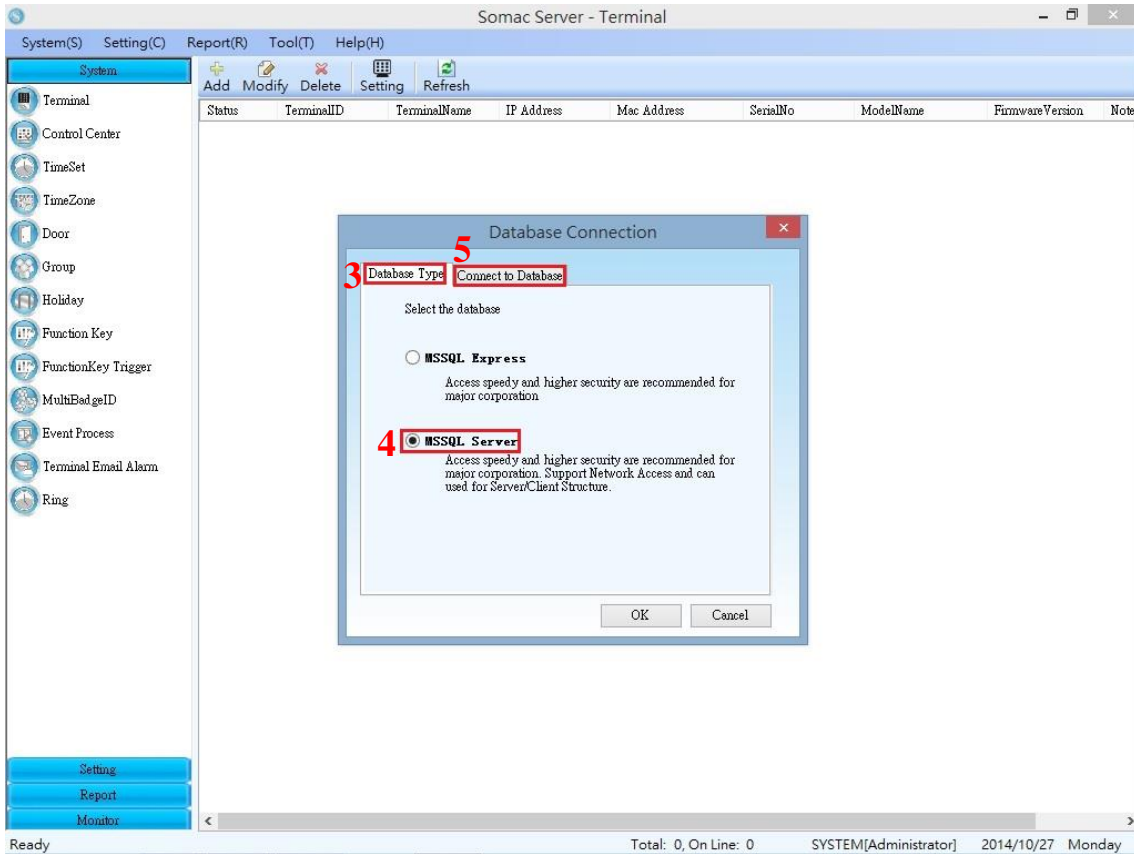 Somac Server - Terminal
System(S) Setting(C) Report(R) Tool(T) Help(H)
System
Add Modify Delete Setting Refresh
Status TerminalID TerminalName IP Address Mac Address SerialNo ModelName FirmwareVersion Note
Terminal
Control Center
TimeSet
TimeZone
Door
Group
Holiday
Function Key
FunctionKey Trigger
MultiBadgeID
Event Process
Terminal Email Alarm
Ring
Database Connection
5
3 Database Type Connect to Database
Select the database
MSSQL Express
Access speedy and higher security are recommended for
major corporation
4 MSSQL Server
Access speedy and higher security are recommended for
major corporation. Support Network Access and can
used for Server/Client Structure.
OK Cancel
Setting
Report
Monitor
Ready Total: 0, On Line: 0 SYSTEM[Administrator] 2014/10/27 Monday